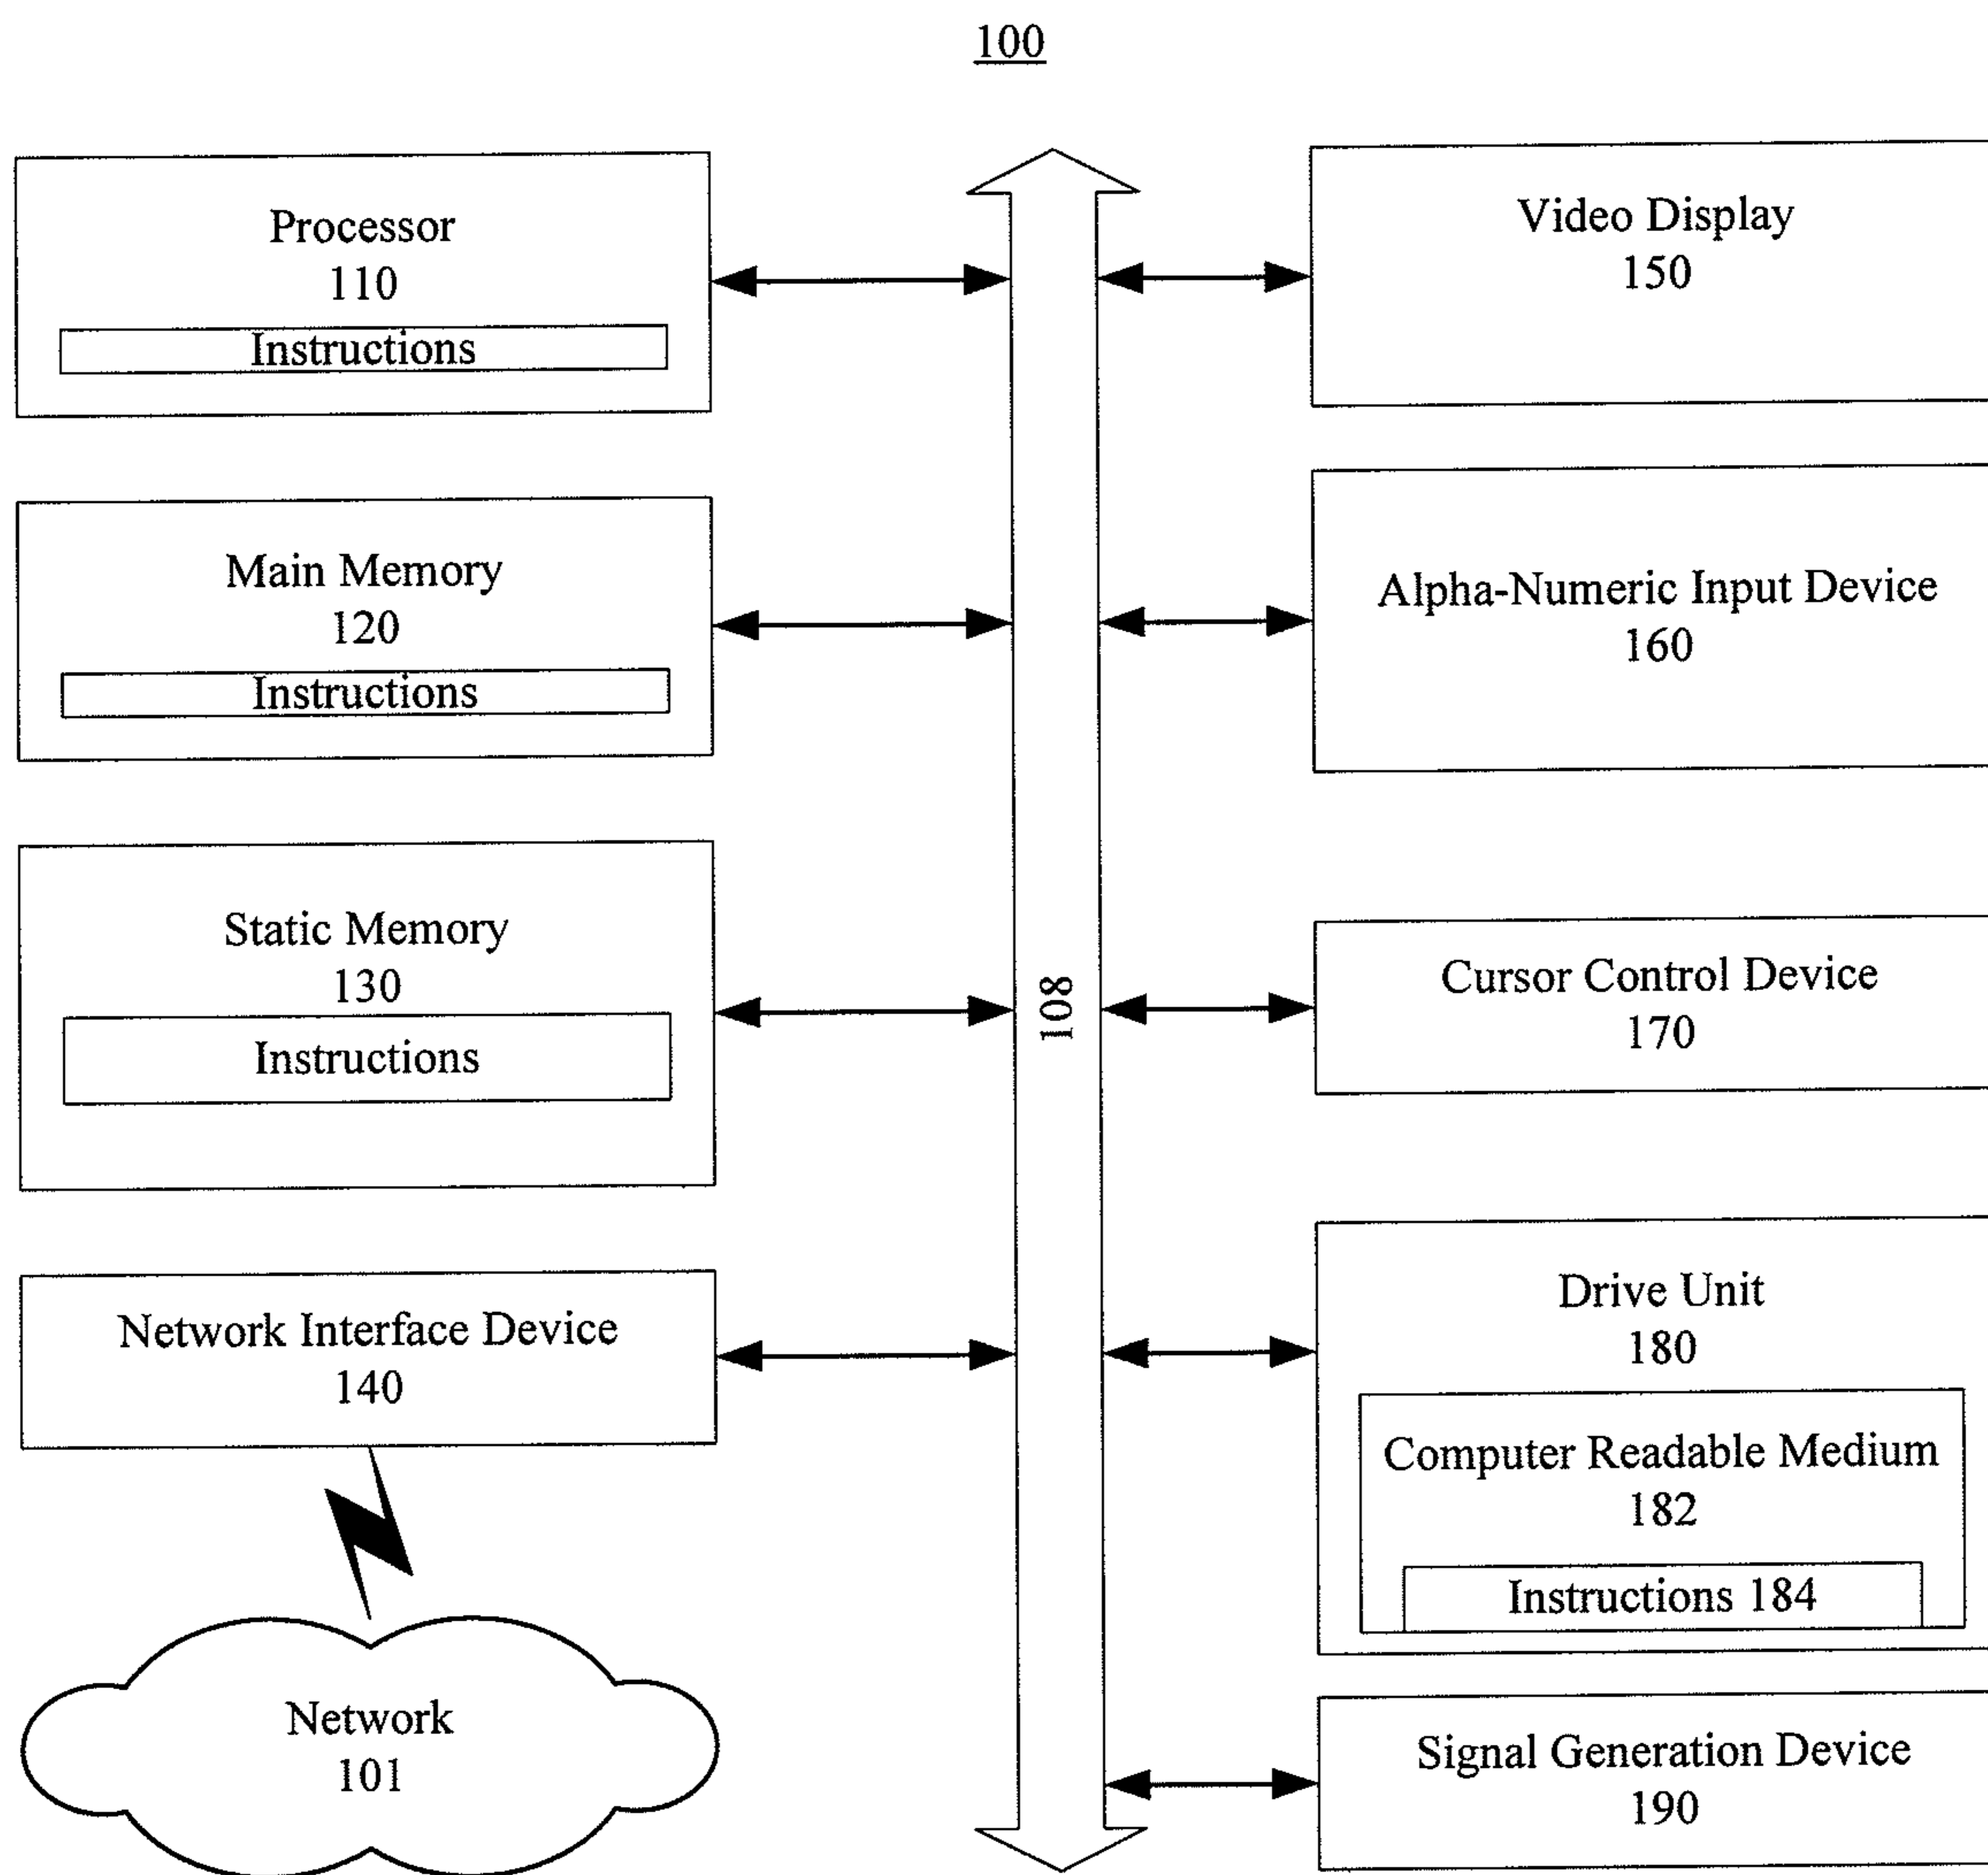 100
Processor
110
Instructions
Main Memory
120
Instructions
Static Memory
130
Instructions
Network Interface Device
140
Network
101
108
Video Display
150
Alpha-Numeric Input Device
160
Cursor Control Device
170
Drive Unit
180
Computer Readable Medium
182
Instructions 184
Signal Generation Device
190